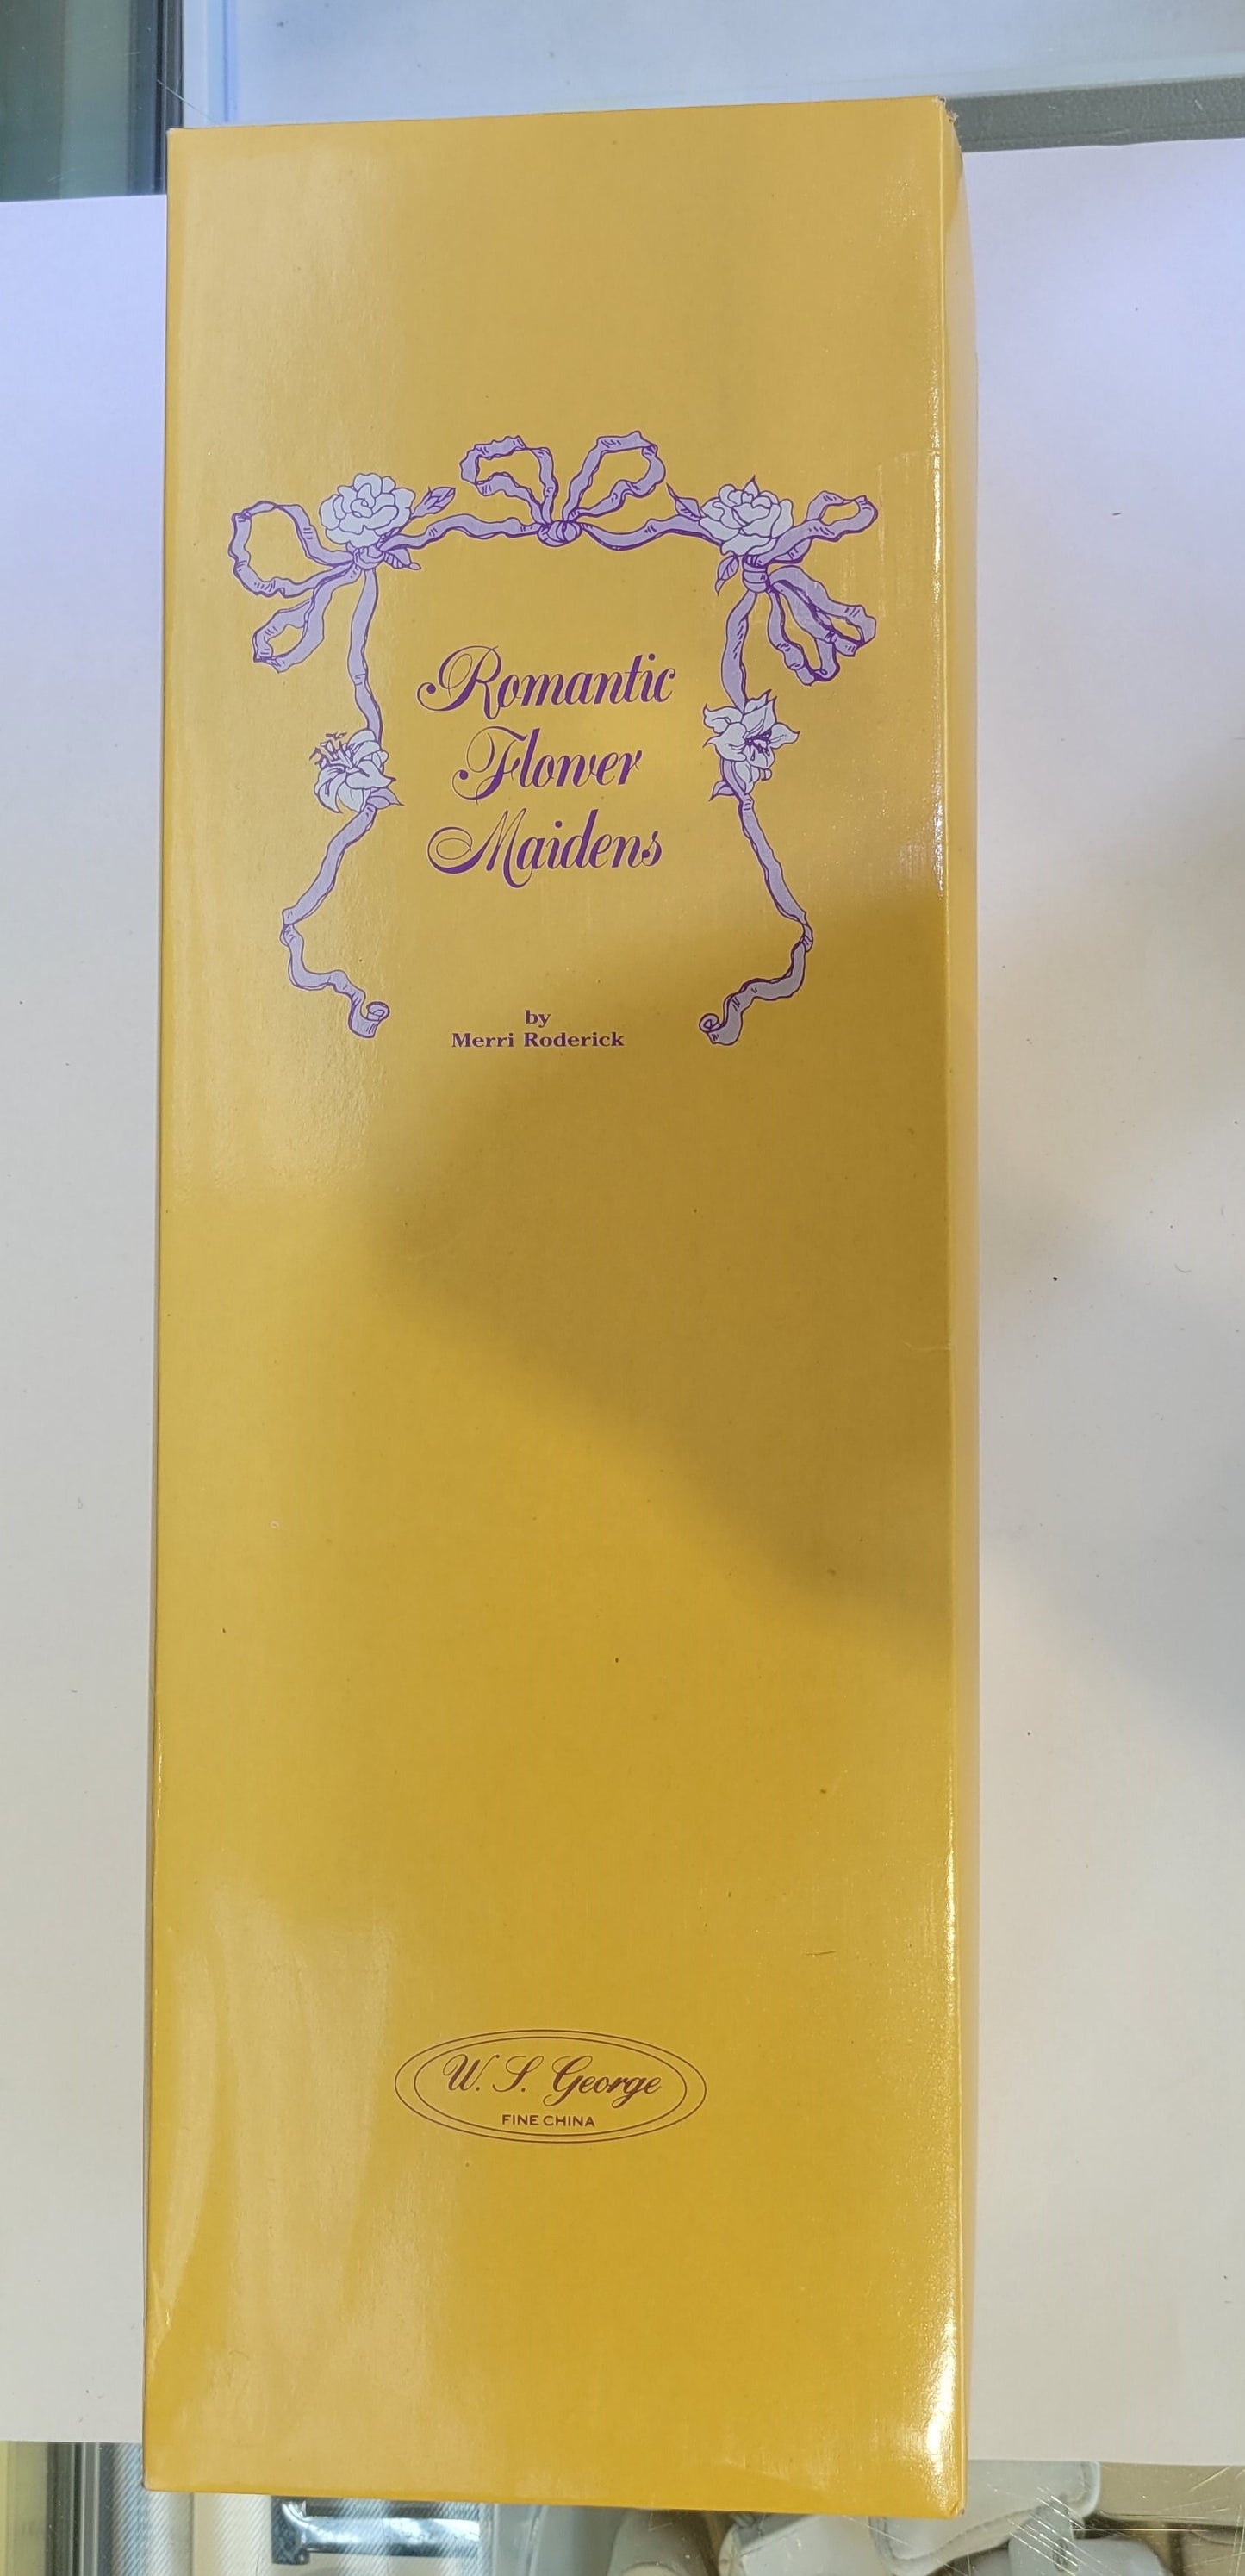 Romantic
Flower
Maidens
by
Merri Roderick
W. S. George
FINE CHINA